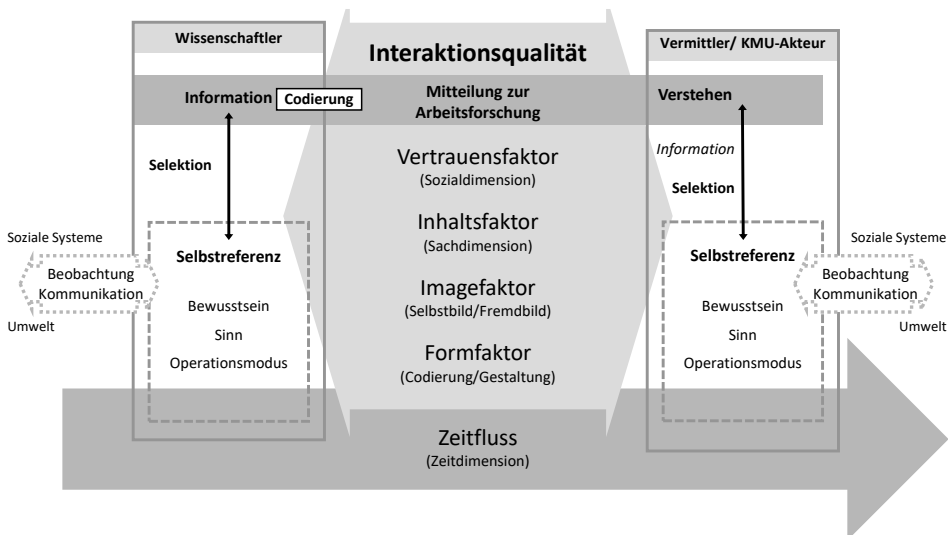 Wissenschaftler
Interaktionsqualität
Vermittler/ KMU-Akteur
Information
Codierung
Mitteilung zur
Arbeitsforschung
Verstehen
Selektion
Vertrauensfaktor
(Sozialdimension)
Information
Selektion
Inhaltsfaktor
(Sachdimension)
Imagefaktor
(Selbstbild/Fremdbild)
Formfaktor
(Codierung/Gestaltung)
Zeitfluss
(Zeitdimension)
Soziale Systeme
Beobachtung
Kommunikation
Umwelt
Selbstreferenz
Bewusstsein
Sinn
Operationsmodus
Selbstreferenz
Bewusstsein
Sinn
Operationsmodus
Soziale Systeme
Beobachtung
Kommunikation
Umwelt